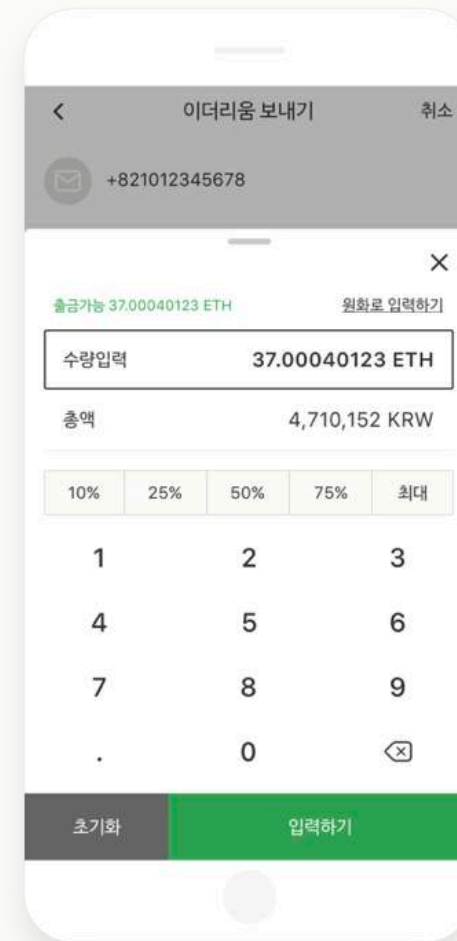 이더리움 보내기 취소
+821012345678
출금가능 37.00040123 ETH 원화로 입력하기
수량입력 37.00040123 ETH
총액 4,710,152 KRW
10% 25% 50% 75% 최대
1 2 3
4 5 6
7 8 9
. 0
초기화 입력하기